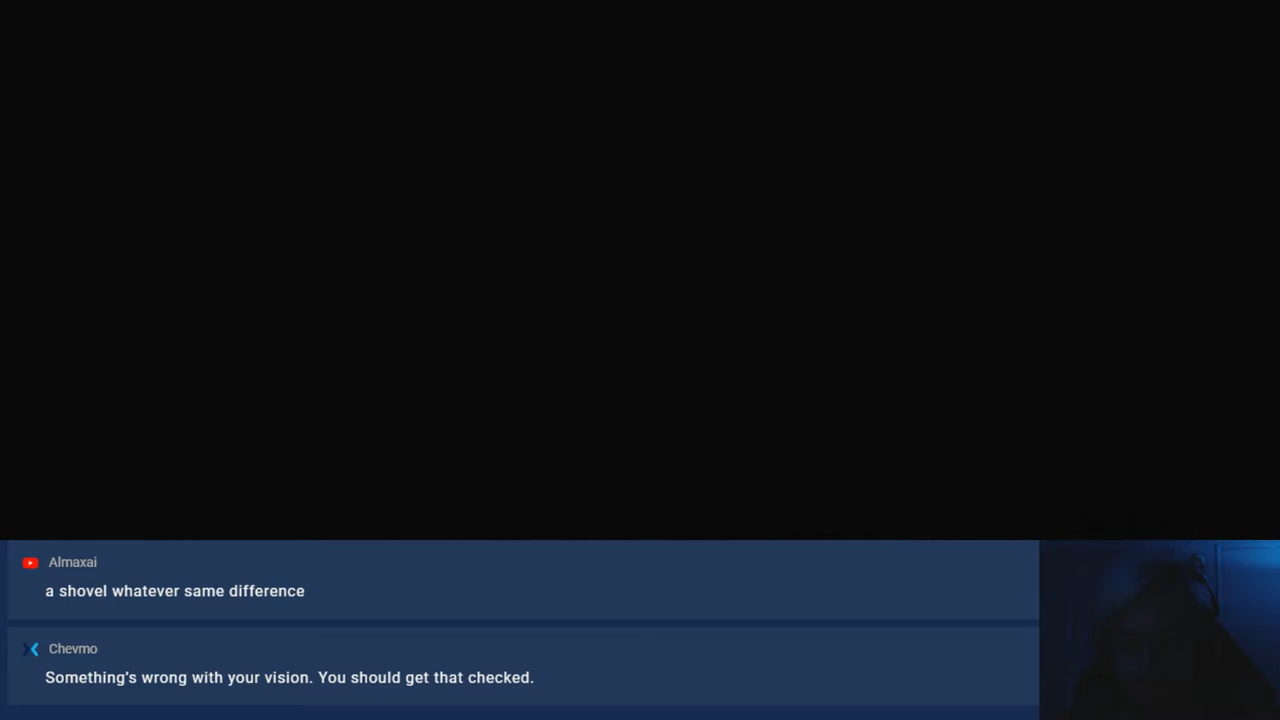 Almaxai
a shovel whatever same difference
Chevmo
Something's wrong with your vision. You should get that checked.